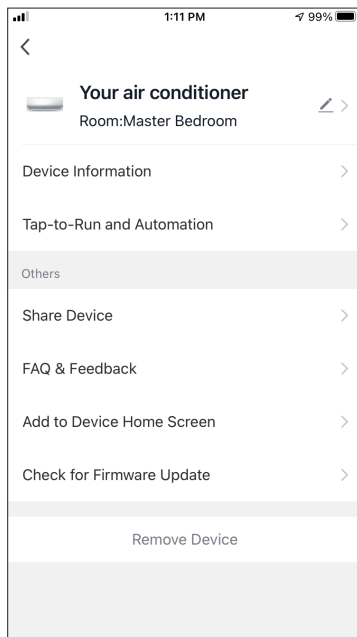 1:11 PM 99%
Your air conditioner
Room:Master Bedroom
Device Information
Tap-to-Run and Automation
Others
Share Device
FAQ & Feedback
Add to Device Home Screen
Check for Firmware Update
Remove Device